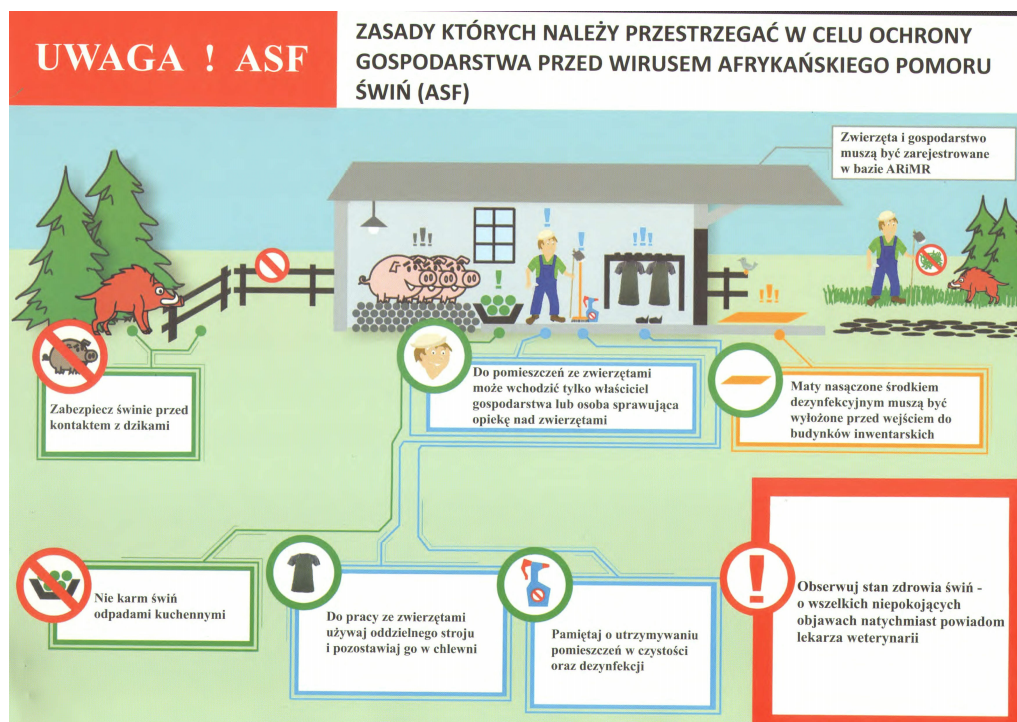 UWAGA ! ASF
ZASADY KTÓRYCH NALEŻY PRZESTRZEGAĆ W CELU OCHRONY
GOSPODARSTWA PRZED WIRUSEM AFRYKAŃSKIEGO POMORU
ŚWIŃ (ASF)
Zwierzęta i gospodarstwo
muszą być zarejestrowane
w bazie ARiMR
Zabezpiecz świnie przed
kontaktem z dzikami
Do pomieszczeń ze zwierzętami
może wchodzić tylko właściciel
gospodarstwa lub osoba sprawująca
opiekę nad zwierzętami
Maty nasączone środkiem
dezynfekcyjnym muszą być
wyłożone przed wejściem do
budynków inwentarskich
Nie karm świń
odpadami kuchennymi
Do pracy ze zwierzętami
używaj oddzielnego stroju
i pozostawiaj go w chlewni
Pamiętaj o utrzymywaniu
pomieszczeń w czystości
oraz dezynfekcji
Obserwuj stan zdrowia świń -
o wszelkich niepokojących
objawach natychmiast powiadom
lekarza weterynarii